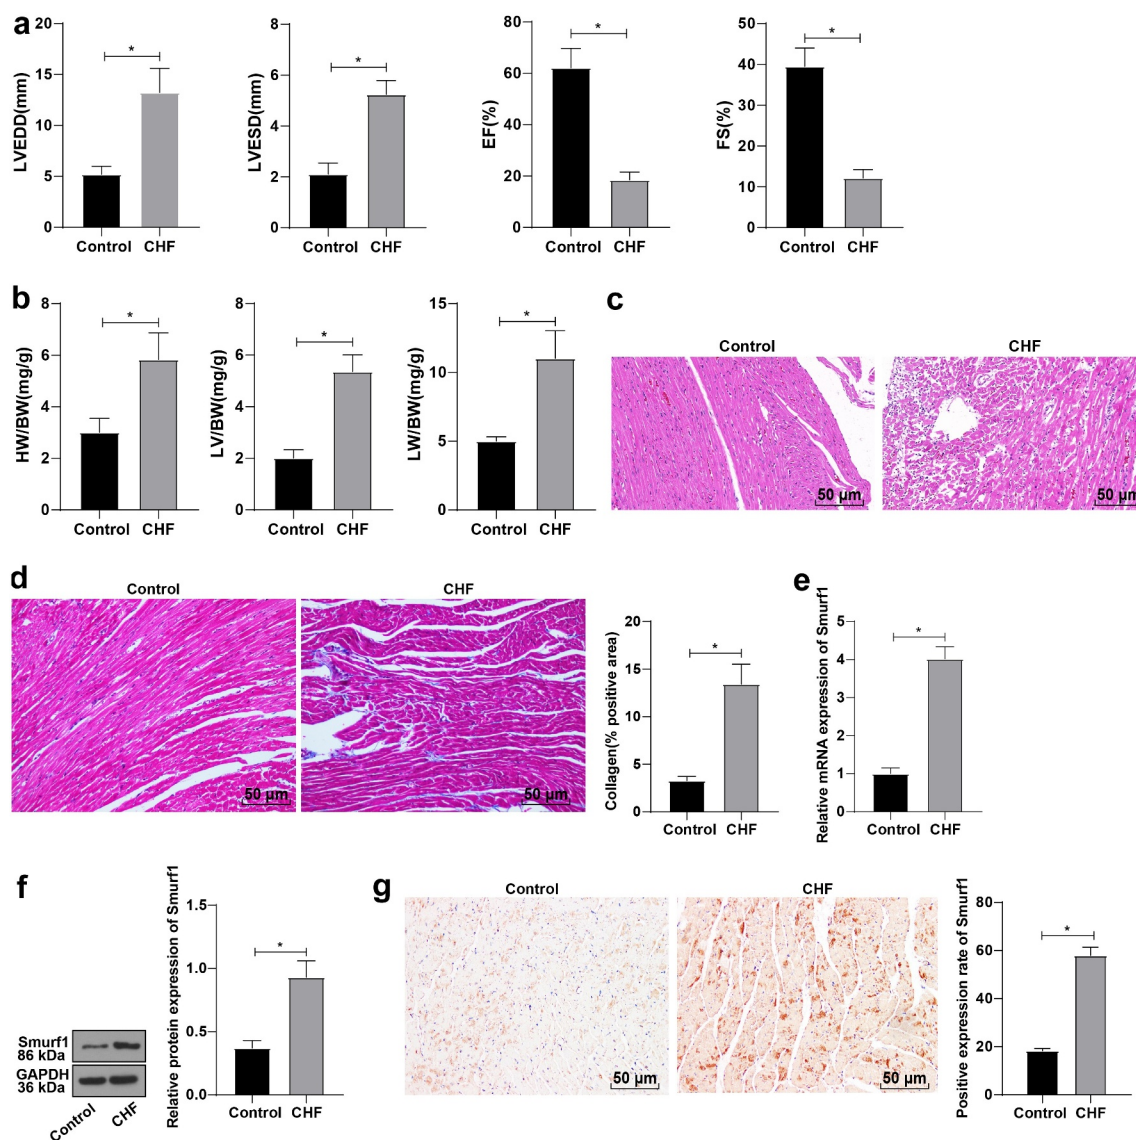 a
LVEDD(mm)
20
15
10
5
0
*
Control CHF
LVESD(mm)
8
6
4
2
0
*
Control CHF
EF(%)
80
60
40
20
0
*
Control CHF
FS(%)
50
40
30
20
10
0
*
Control CHF
b
HW/BW(mg/g)
8
6
4
2
0
*
Control CHF
LV/BW(mg/g)
8
6
4
2
0
*
Control CHF
LW/BW(mg/g)
15
10
5
0
*
Control CHF
c
Control
50 µm
CHF
50 µm
d
Control
50 µm
CHF
50 µm
Collagen(% positive area)
20
15
10
5
0
*
Control CHF
e
Relative mRNA expression of Smurf1
5
4
3
2
1
0
*
Control CHF
f
Smurf1
86 kDa
GAPDH
36 kDa
Control CHF
Relative protein expression of Smurf1
1.5
1.0
0.5
0.0
*
Control CHF
g
Control
50 µm
CHF
50 µm
Positive expression rate of Smurf1
80
60
40
20
0
*
Control CHF